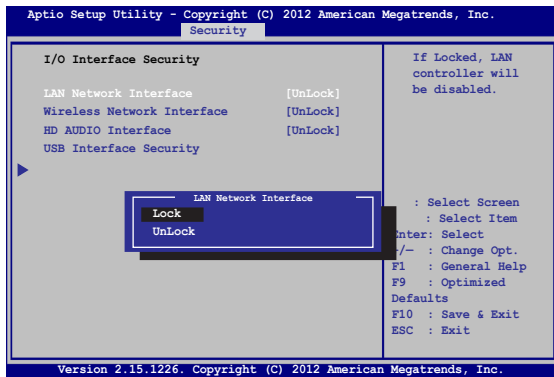 Aptio Setup Utility - Copyright (C) 2012 American Megatrends, Inc.
Security
I/O Interface Security
LAN Network Interface [UnLock]
Wireless Network Interface [UnLock]
HD AUDIO Interface [UnLock]
USB Interface Security
If Locked, LAN
controller will
be disabled.
LAN Network Interface
Lock
UnLock
: Select Screen
: Select Item
Enter: Select
+/— : Change Opt.
F1 : General Help
F9 : Optimized
Defaults
F10 : Save & Exit
ESC : Exit
Version 2.15.1226. Copyright (C) 2012 American Megatrends, Inc.